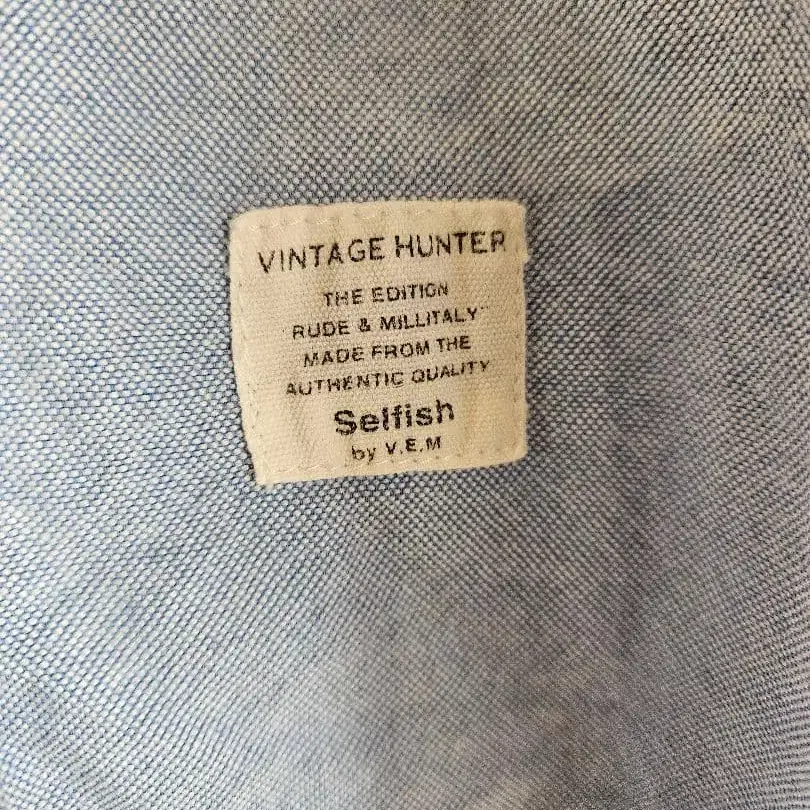 VINTAGE HUNTER
THE EDITION
RUDE & MILLITALY
MADE FROM THE
AUTHENTIC QUALITY
Selfish
by V.E.M